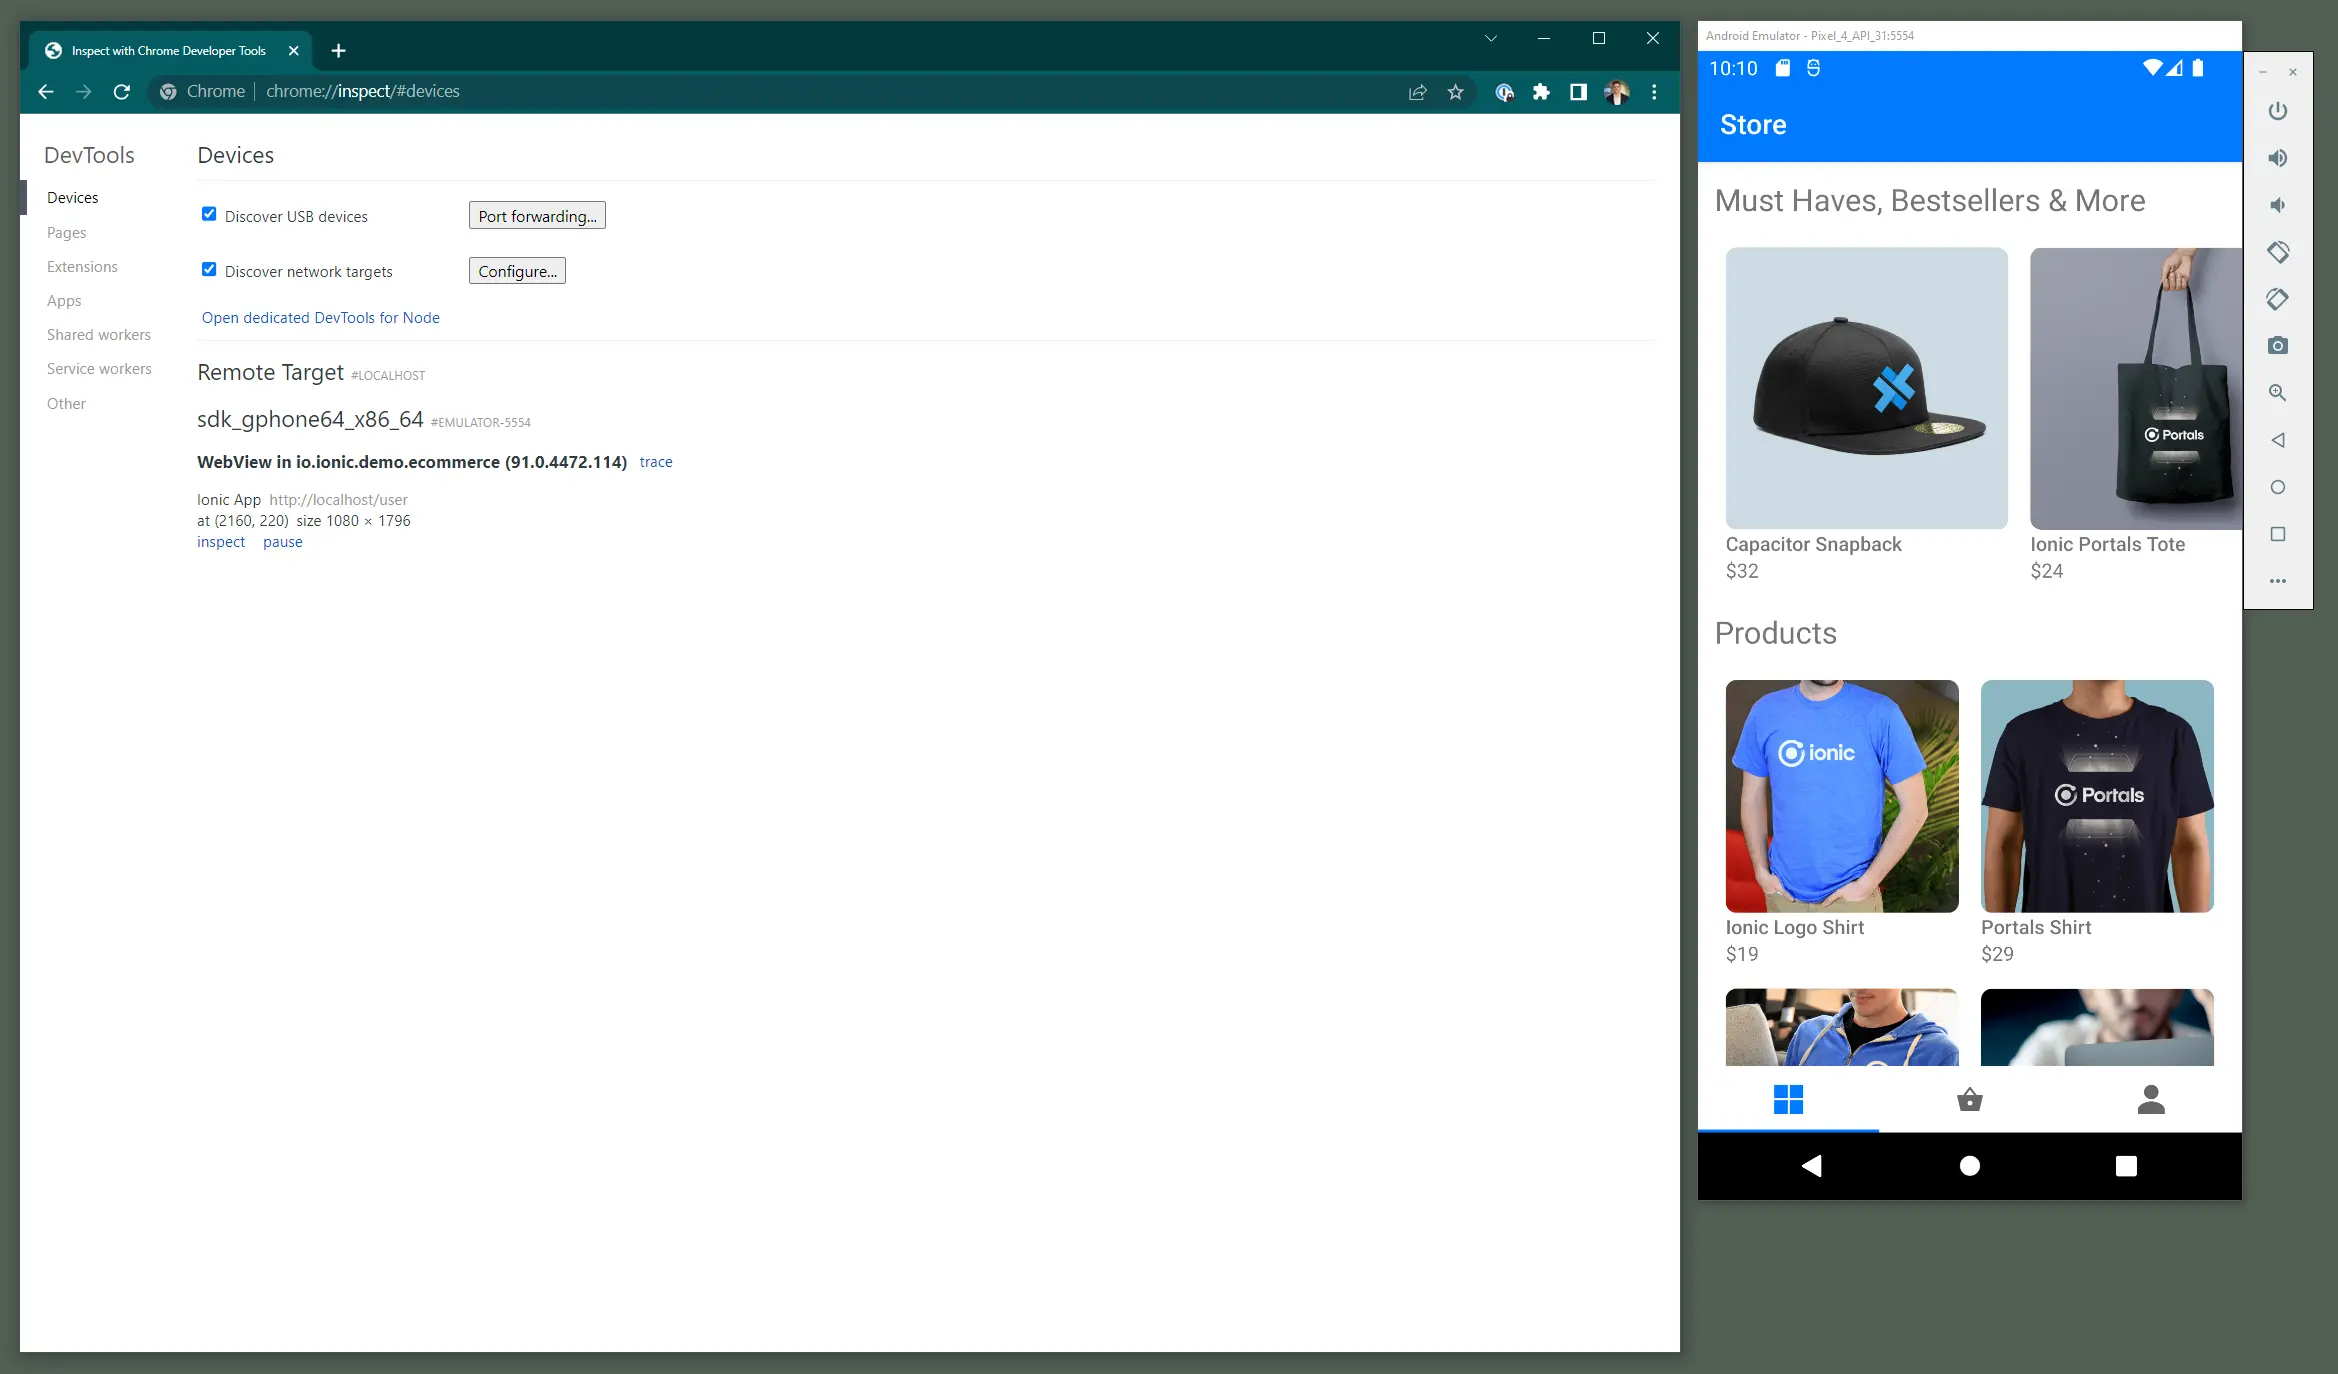 Inspect with Chrome Developer Tools
Chrome chrome://inspect/#devices
DevTools
Devices
Pages
Extensions
Apps
Shared workers
Service workers
Other
Devices
Discover USB devices
Port forwarding...
Discover network targets
Configure...
Open dedicated DevTools for Node
Remote Target #LOCALHOST
sdk_gphone64_x86_64 #EMULATOR-5554
WebView in io.ionic.demo.ecommerce (91.0.4472.114) trace
Ionic App http://localhost/user
at (2160, 220) size 1080 × 1796
inspect pause
Android Emulator - Pixel_4_API_31:5554
10:10
Store
Must Haves, Bestsellers & More
Portals
Capacitor Snapback
$32
Ionic Portals Tote
$24
Products
ionic
Portals
Ionic Logo Shirt
$19
Portals Shirt
$29